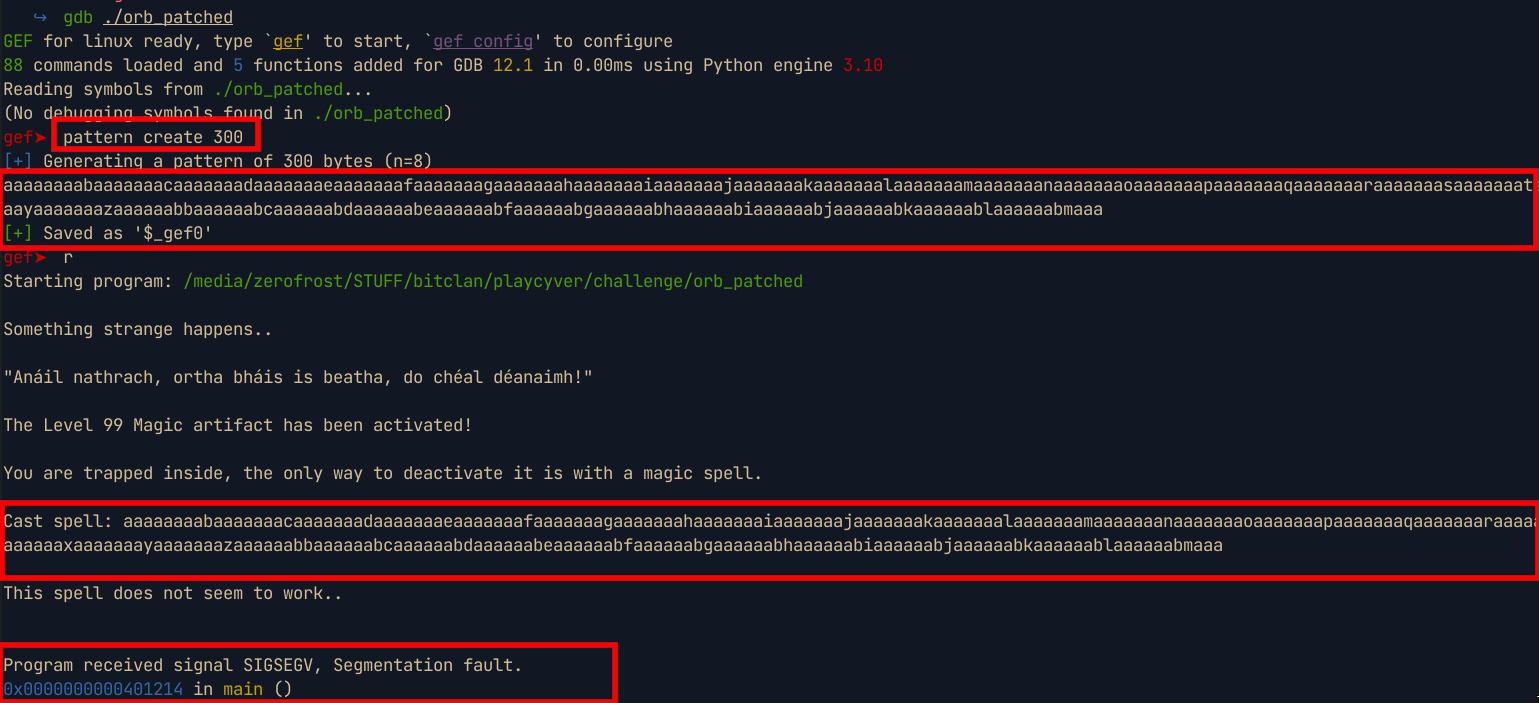 ↪ gdb ./orb_patched
GEF for linux ready, type `gef' to start, `gef config' to configure
88 commands loaded and 5 functions added for GDB 12.1 in 0.00ms using Python engine 3.10
Reading symbols from ./orb_patched...
(No debugging symbols found in ./orb_patched)
gef➤ pattern create 300
[+] Generating a pattern of 300 bytes (n=8)
aaaaaaaabaaaaaaacaaaaaaadaaaaaaaeaaaaaaafaaaaaaagaaaaaaahaaaaaaaiaaaaaaajaaaaaaakaaaaaaalaaaaaaamaaaaaaanaaaaaaaoaaaaaaapaaaaaaaqaaaaaaaraaaaaaasaaaaaaat
aayaaaaaaazaaaaaabbaaaaaabcaaaaaabdaaaaaabeaaaaaabfaaaaaabgaaaaaabhaaaaaabiaaaaaabjaaaaaabkaaaaaablaaaaaabmaaa
[+] Saved as '$_gef0'
gef➤ r
Starting program: /media/zerofrost/STUFF/bitclan/playcyver/challenge/orb_patched
Something strange happens..
"Anáil nathrach, ortha bháis is beatha, do chéal déanaimh!"
The Level 99 Magic artifact has been activated!
You are trapped inside, the only way to deactivate it is with a magic spell.
Cast spell: aaaaaaaabaaaaaaacaaaaaaadaaaaaaaeaaaaaaafaaaaaaagaaaaaaahaaaaaaaiaaaaaaajaaaaaaakaaaaaaalaaaaaaamaaaaaaanaaaaaaaoaaaaaaapaaaaaaaqaaaaaaaraaaa
aaaaaaxaaaaaaayaaaaaaazaaaaaabbaaaaaabcaaaaaabdaaaaaabeaaaaaabfaaaaaabgaaaaaabhaaaaaabiaaaaaabjaaaaaabkaaaaaablaaaaaabmaaa
This spell does not seem to work..
Program received signal SIGSEGV, Segmentation fault.
0x0000000000401214 in main ()